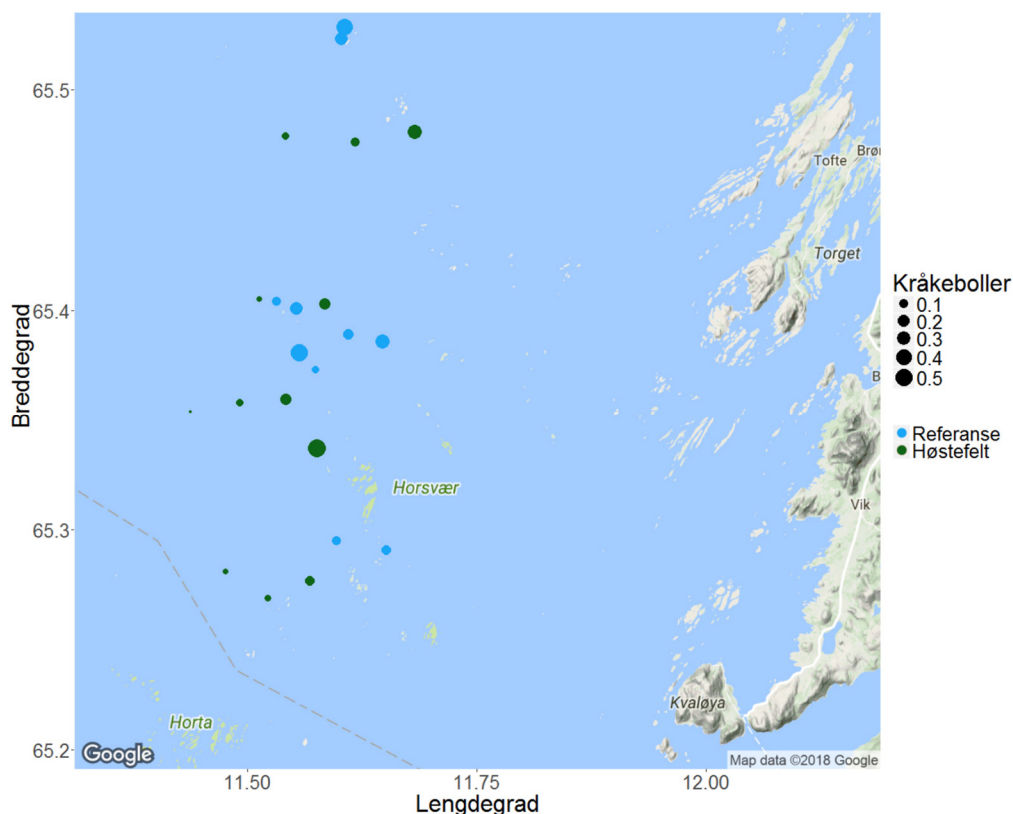 65.5
65.4
65.3
65.2
Breddegrad
11.50
11.75
12.00
Lengdegrad
Tofte
Brør
Torget
B
Horsvær
Vik
Kvaløya
Horta
Google
Map data ©2018 Google
Kråkeboller
0.1
0.2
0.3
0.4
0.5
Referanse
Høstefelt